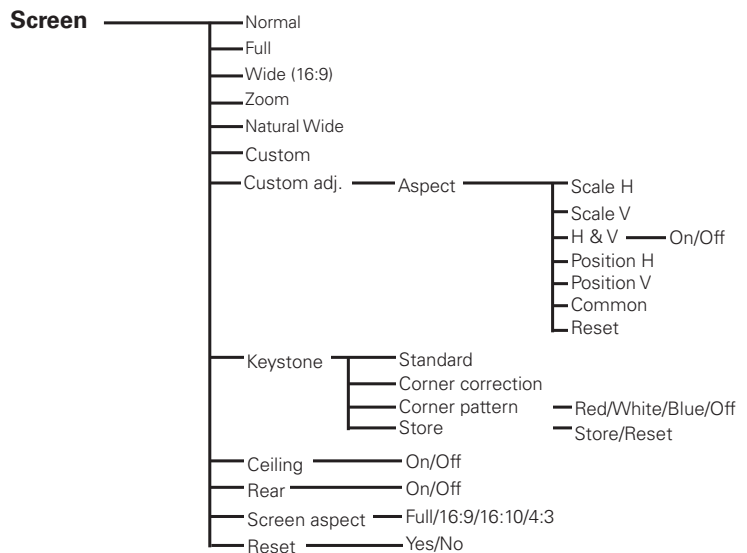 Screen
Normal
Full
Wide (16:9)
Zoom
Natural Wide
Custom
Custom adj.
Aspect
Scale H
Scale V
H & V
On/Off
Position H
Position V
Common
Reset
Keystone
Standard
Corner correction
Corner pattern
Red/White/Blue/Off
Store
Store/Reset
Ceiling
On/Off
Rear
On/Off
Screen aspect
Full/16:9/16:10/4:3
Reset
Yes/No